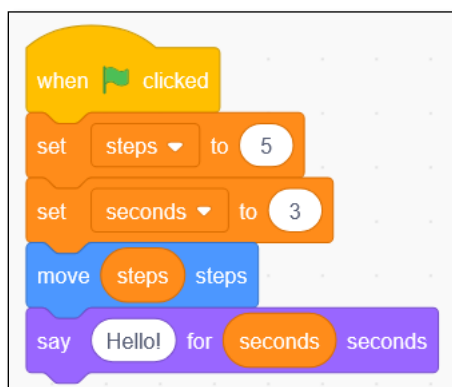 when clicked
set steps to 5
set seconds to 3
move steps steps
say Hello! for seconds seconds